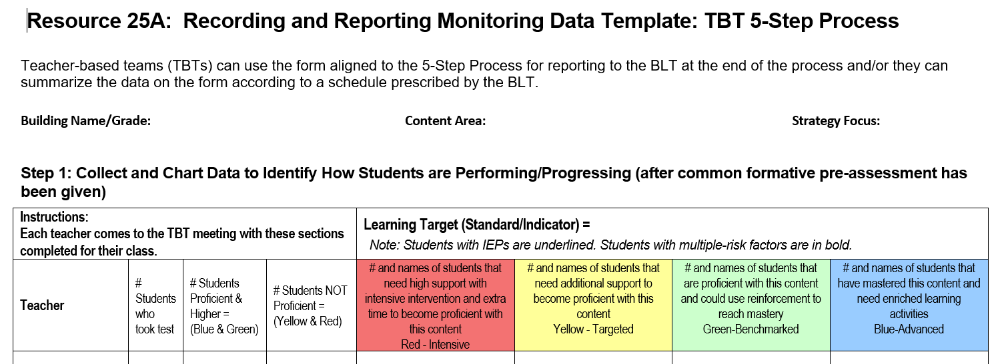 Resource 25A:  Recording and Reporting Monitoring Data Template: TBT 5-Step Process
Teacher-based teams (TBTs) can use the form aligned to the 5-Step Process for reporting to the BLT at the end of the process and/or they can
summarize the data on the form according to a schedule prescribed by the BLT.
Building Name/Grade: Content Area: Strategy Focus:
Step 1: Collect and Chart Data to Identify How Students are Performing/Progressing (after common formative pre-assessment has
been given)
Instructions:
Each teacher comes to the TBT meeting with these sections
completed for their class.
Learning Target (Standard/Indicator) =
Note: Students with IEPs are underlined. Students with multiple-risk factors are in bold.
Teacher
#
Students
who
took test
# Students
Proficient &
Higher =
(Blue & Green)
# Students NOT
Proficient =
(Yellow & Red)
# and names of students that
need high support with
intensive intervention and extra
time to become proficient with
this content
Red - Intensive
# and names of students that
need additional support to
become proficient with this
content
Yellow - Targeted
# and names of students that
are proficient with this content
and could use reinforcement to
reach mastery
Green-Benchmarked
# and names of students that
have mastered this content and
need enriched learning
activities
Blue-Advanced